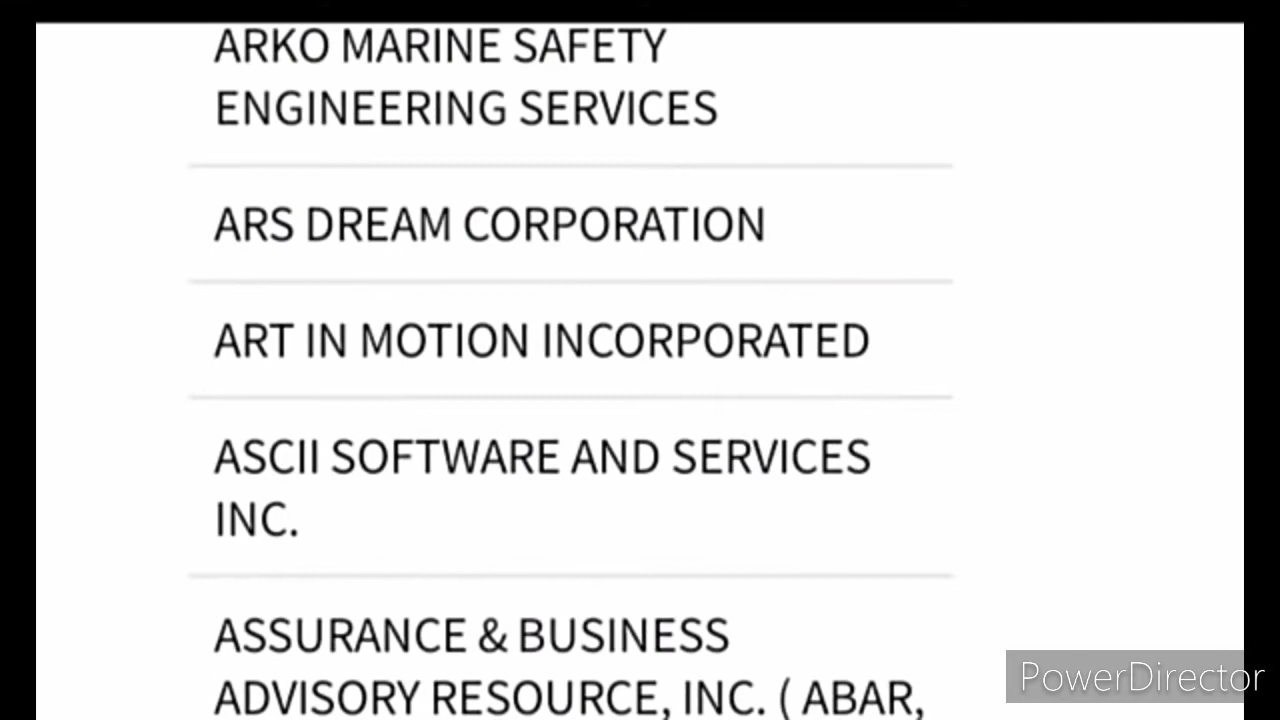 ARKO MARINE SAFETY
ENGINEERING SERVICES
ARS DREAM CORPORATION
ART IN MOTION INCORPORATED
ASCII SOFTWARE AND SERVICES
INC.
ASSURANCE & BUSINESS
ADVISORY RESOURCE, INC. ( ABAR,
PowerDirector